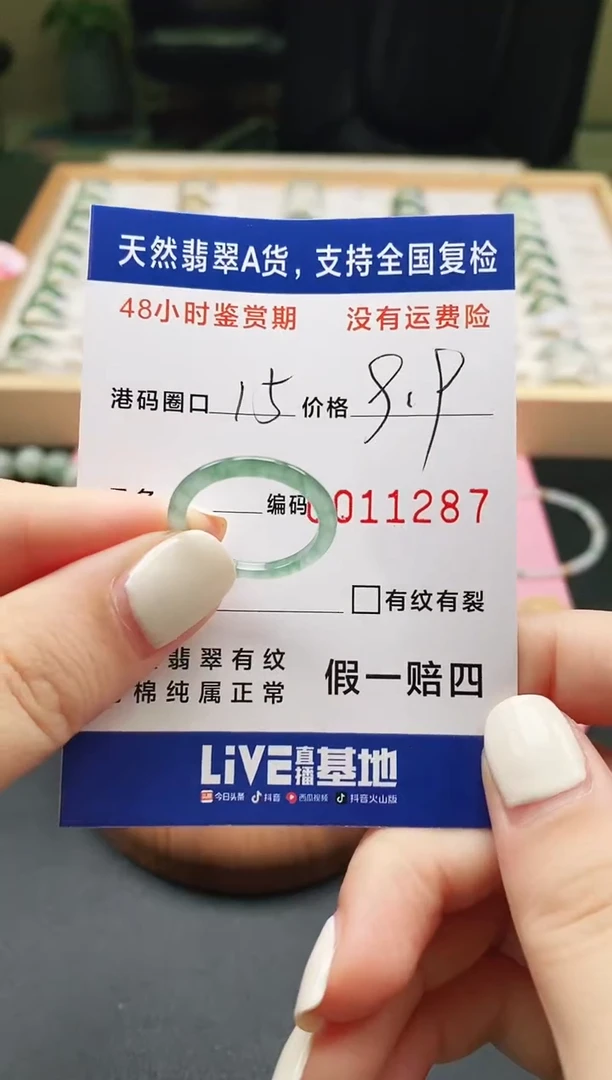 天然翡翠A货，支持全国复检
48小时鉴赏期 没有运费险
港码圈口 15 价格
编码 0011287
有纹有裂
翡翠有纹
棉纯属正常
假一赔四
LiVE直播基地
今日头条 抖音 西瓜视频 抖音火山版